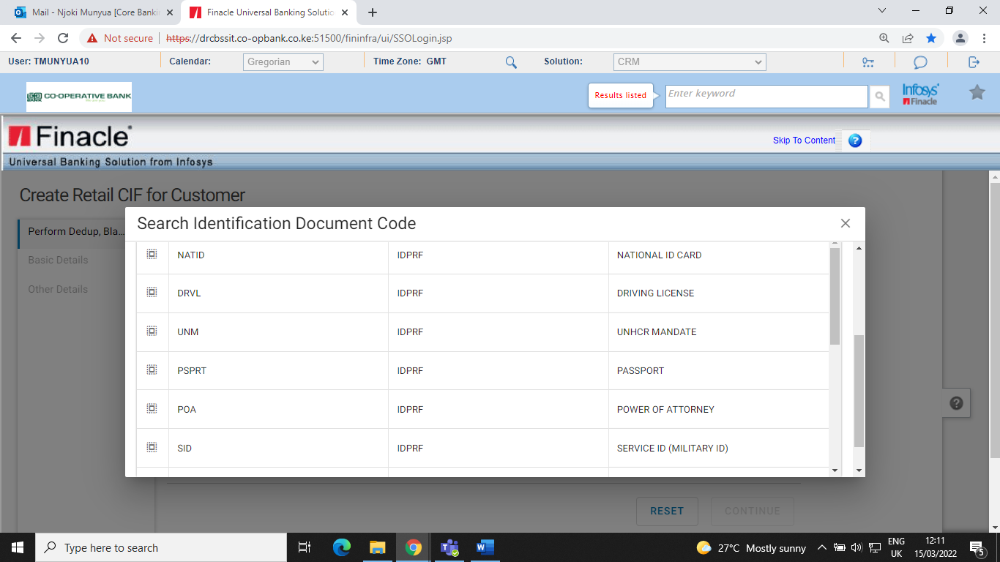 Mail - Njoki Munyua [Core Banki
Finacle Universal Banking Solutio
Not secure
https://drcbssit.co-opbank.co.ke:51500/fininfra/ui/SSOLogin.jsp
User: TMUNYUA10
Calendar:
Gregorian
Time Zone: GMT
Solution:
CRM
CO-OPERATIVE BANK
Results listed
Enter keyword
Infosys
Finacle
Finacle
Skip To Content
Universal Banking Solution from Infosys
Create Retail CIF for Customer
Perform Dedup, Bla...
Basic Details
Other Details
Search Identification Document Code
NATID IDPRF NATIONAL ID CARD
DRVL IDPRF DRIVING LICENSE
UNM IDPRF UNHCR MANDATE
PSPRT IDPRF PASSPORT
POA IDPRF POWER OF ATTORNEY
SID IDPRF SERVICE ID (MILITARY ID)
RESET
CONTINUE
Type here to search
27°C Mostly sunny
ENG
UK
12:11
15/03/2022
5